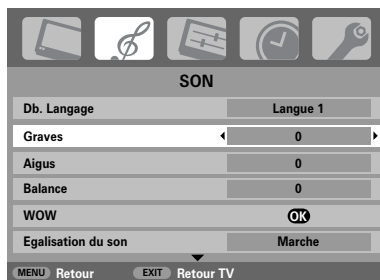 SON
Db. Langage Langue 1
Graves 0
Aigus 0
Balance 0
WOW OK
Egalisation du son Marche
MENU Retour EXIT Retour TV